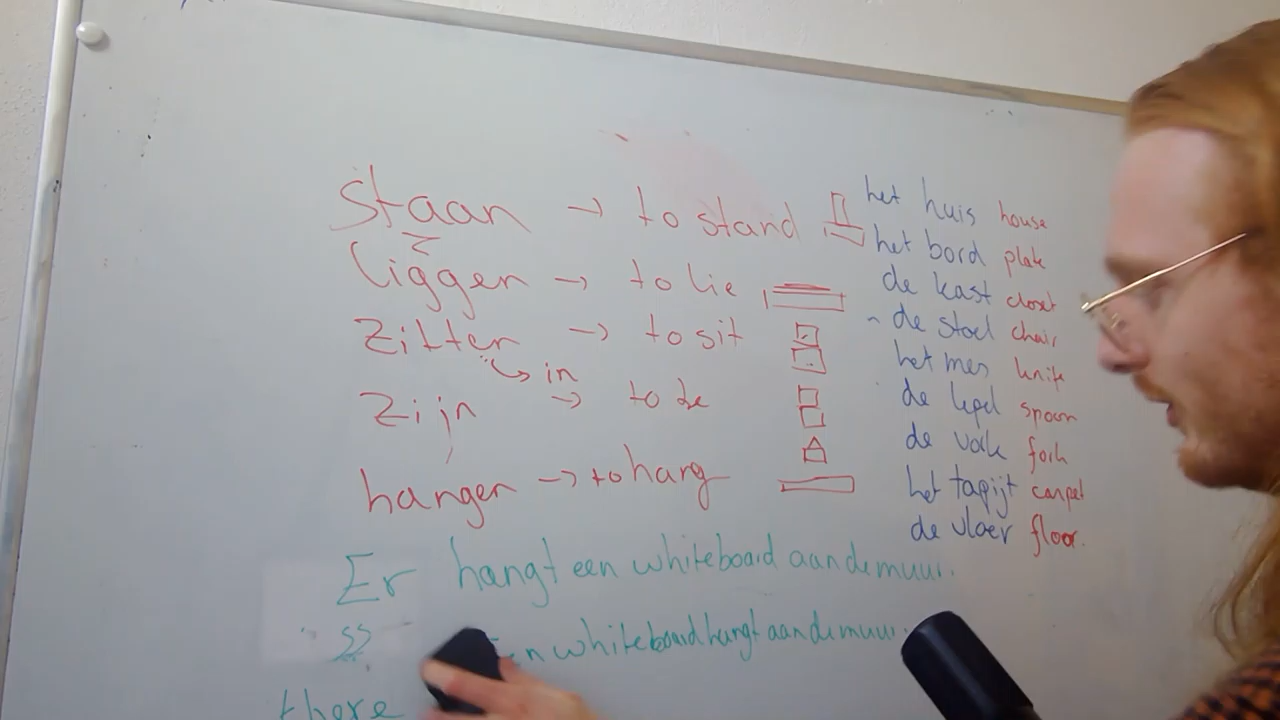 staan → to stand
liggen → to lie
zitten → to sit
in
zijn → to be
hangen → to hang
het huis house
het bord plate
de kast closet
de stoel chair
het mes knife
de lepel spoon
de vork fork
het tapijt carpet
de vloer floor.
Er hangt een whiteboard aan de muur.
Een whiteboard hangt aan de muur.
there